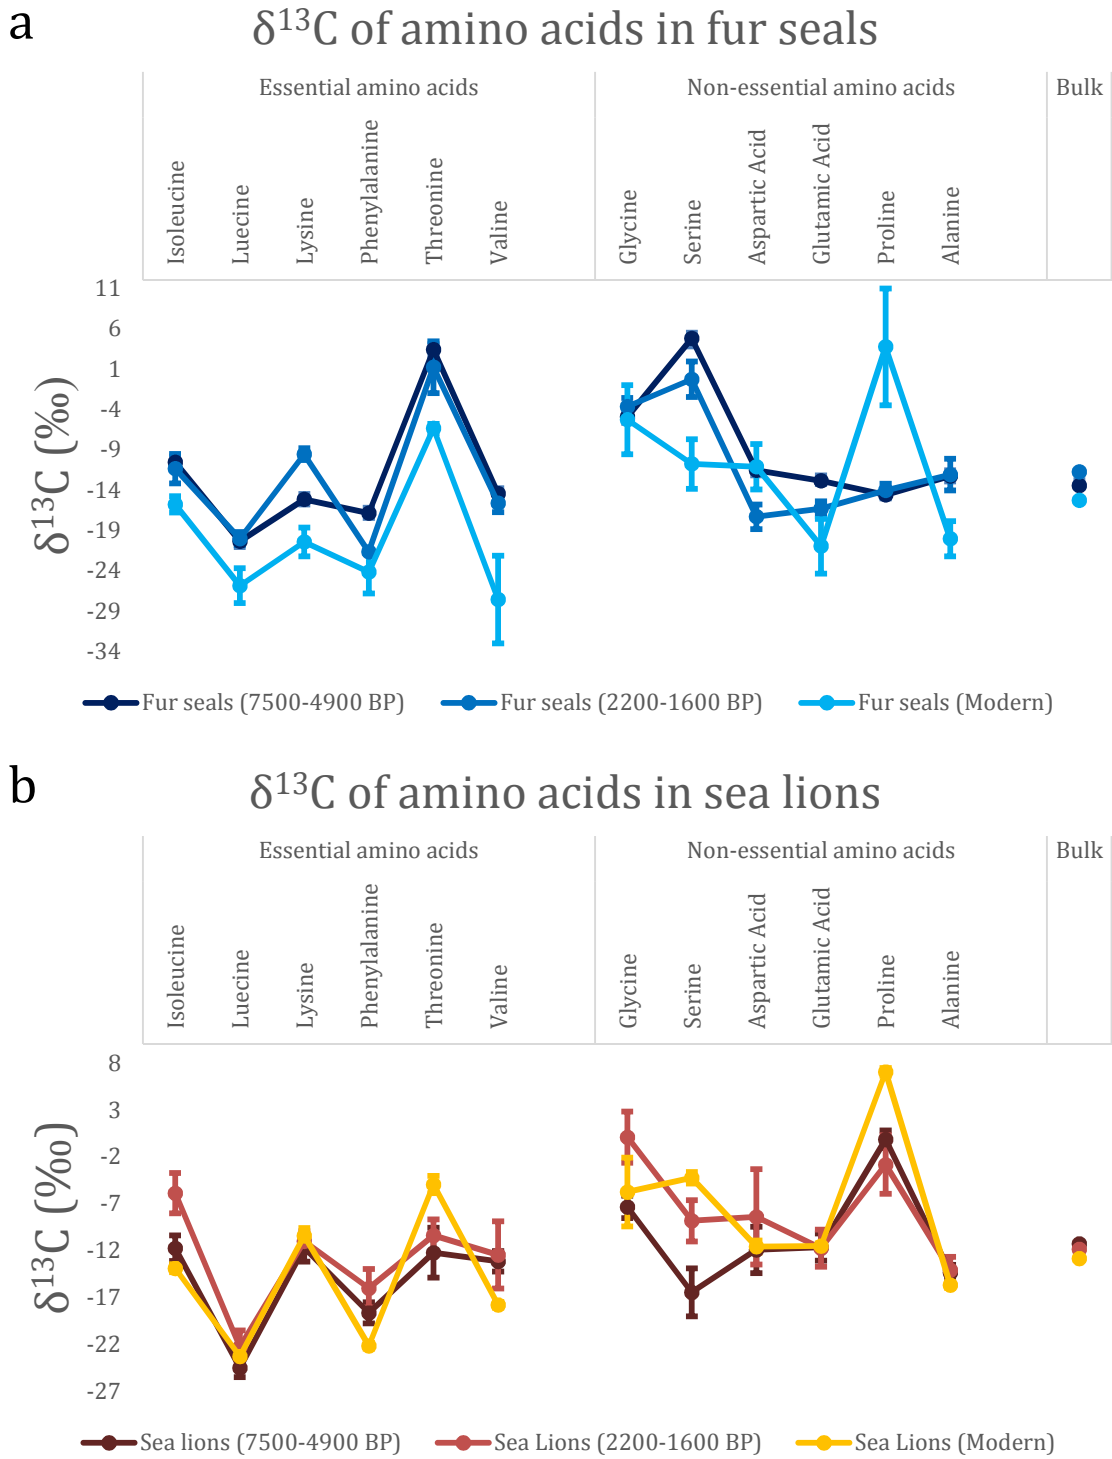 a
δ¹³C of amino acids in fur seals
Essential amino acids
Non-essential amino acids
Bulk
Isoleucine
Luecine
Lysine
Phenylalanine
Threonine
Valine
Glycine
Serine
Aspartic Acid
Glutamic Acid
Proline
Alanine
δ¹³C (‰)
11
6
1
-4
-9
-14
-19
-24
-29
-34
Fur seals (7500-4900 BP)
Fur seals (2200-1600 BP)
Fur seals (Modern)
b
δ¹³C of amino acids in sea lions
Essential amino acids
Non-essential amino acids
Bulk
Isoleucine
Luecine
Lysine
Phenylalanine
Threonine
Valine
Glycine
Serine
Aspartic Acid
Glutamic Acid
Proline
Alanine
δ¹³C (‰)
8
3
-2
-7
-12
-17
-22
-27
Sea lions (7500-4900 BP)
Sea Lions (2200-1600 BP)
Sea Lions (Modern)